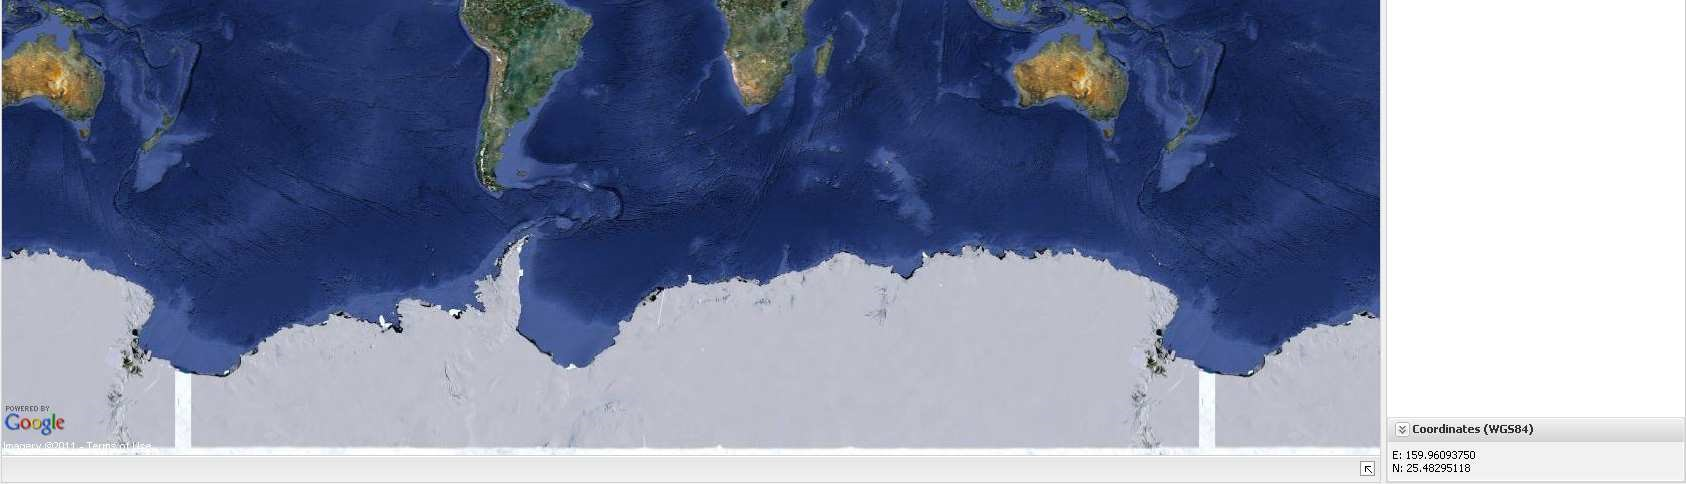 POWERED BY
Google
Imagery ©2011 - Terms of Use
Coordinates (WGS84)
E: 159.96093750
N: 25.48295118